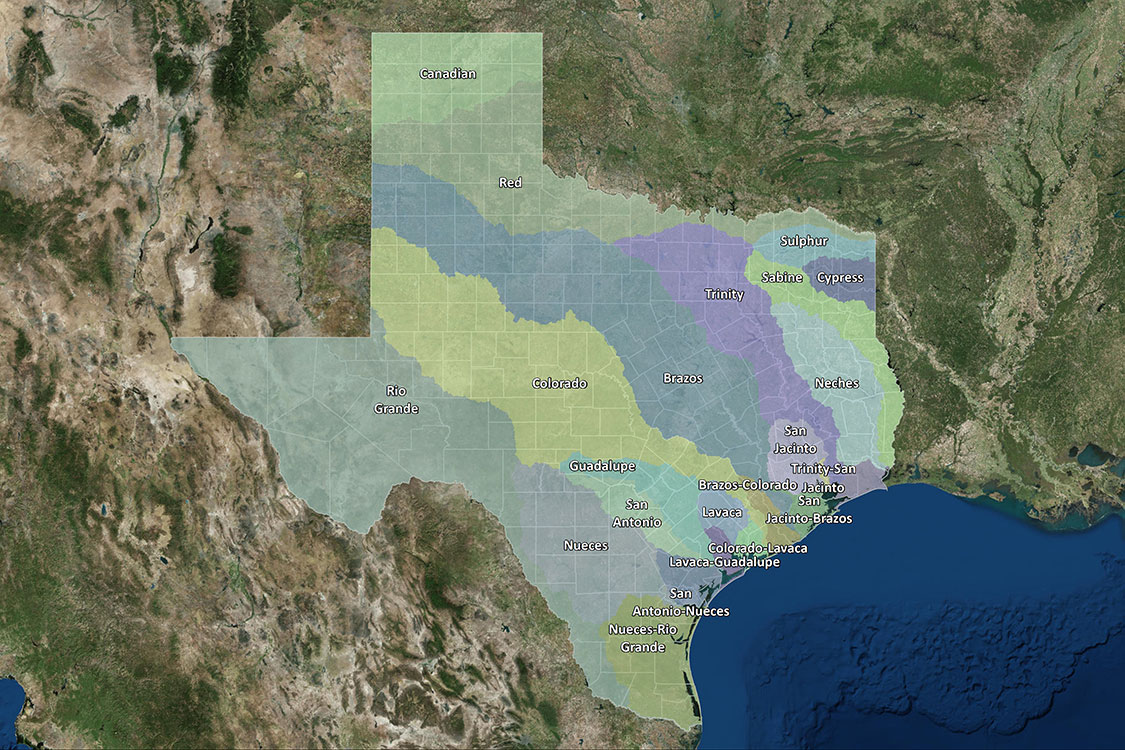 Canadian
Red
Sulphur
Sabine
Cypress
Trinity
Brazos
Colorado
Neches
Rio
Grande
San
Jacinto
Guadalupe
Trinity-San
Jacinto
Brazos-Colorado
San
Jacinto-Brazos
San
Antonio
Lavaca
Nueces
Colorado-Lavaca
Lavaca-Guadalupe
San
Antonio-Nueces
Nueces-Rio
Grande